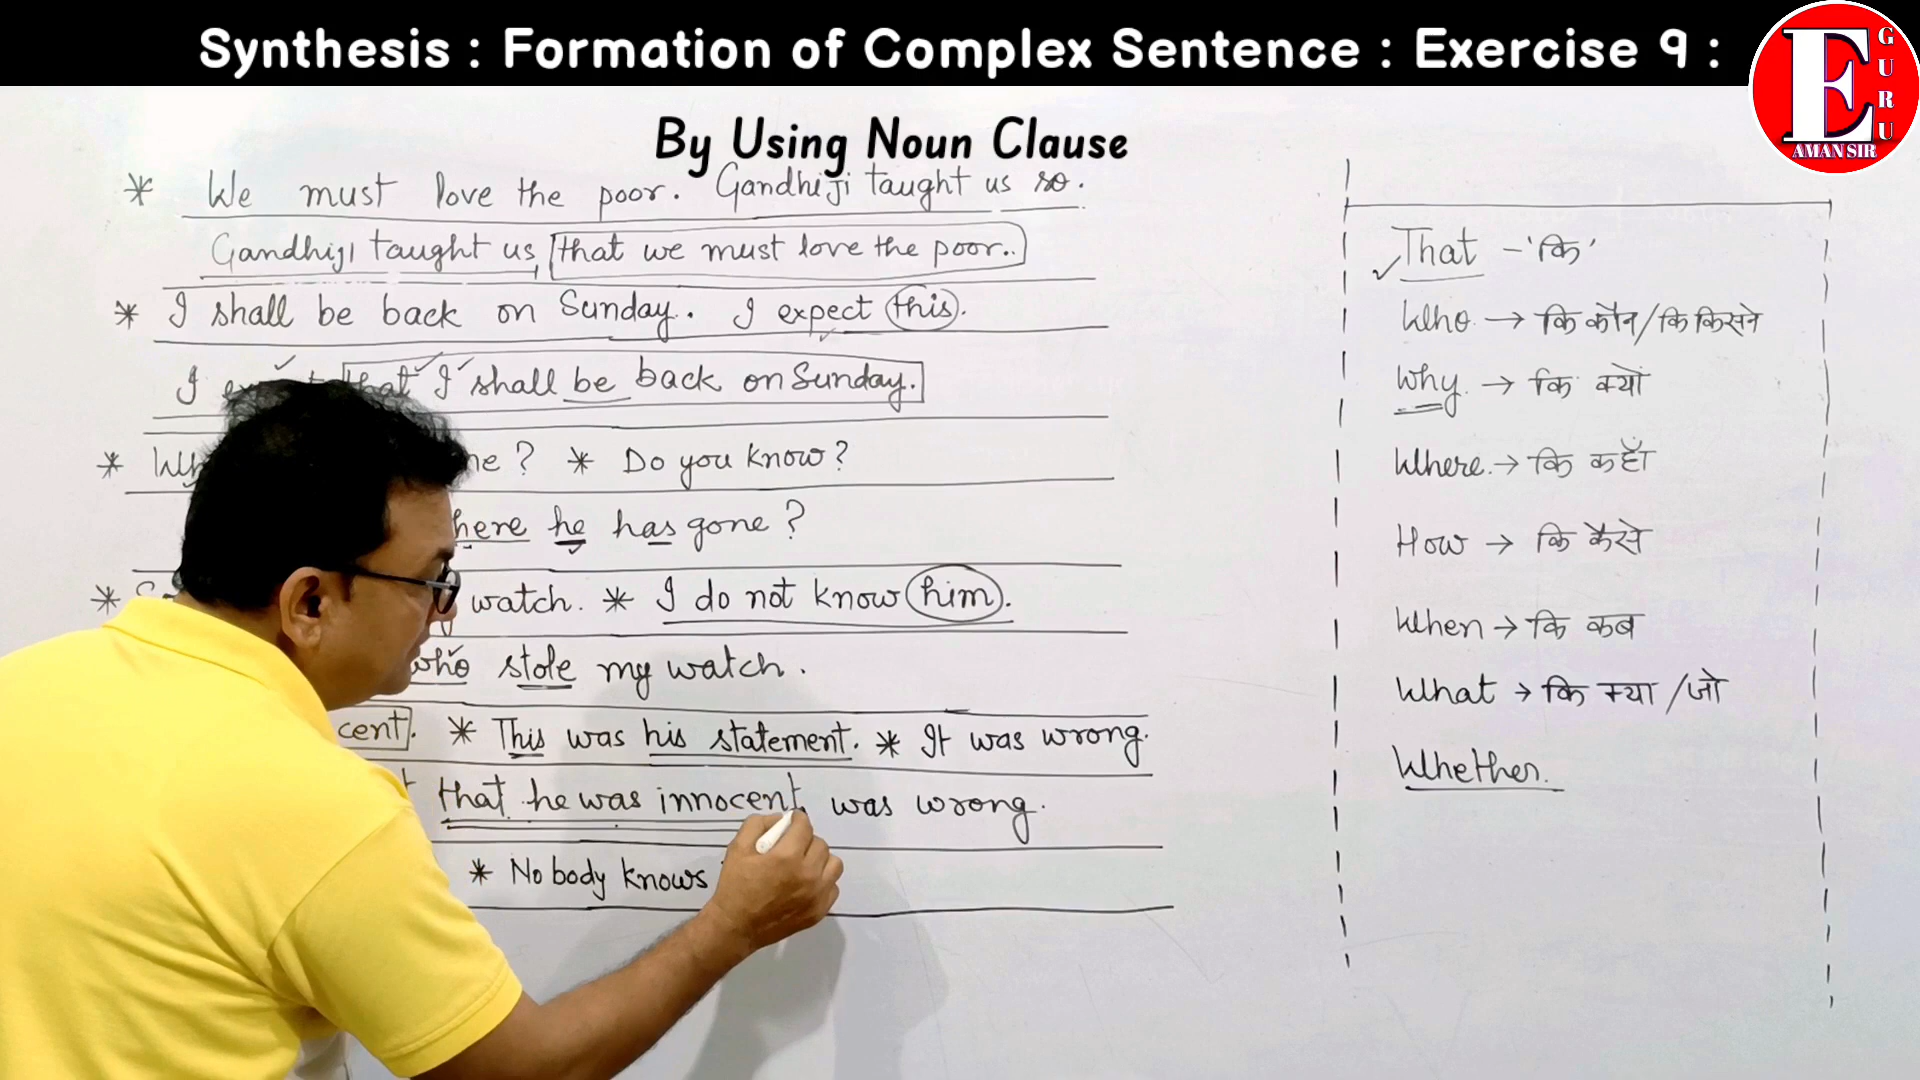 Synthesis : Formation of Complex Sentence : Exercise 9 :
E GURU
AMAN SIR
By Using Noun Clause
* We must love the poor. Gandhiji taught us so.
Gandhiji taught us, that we must love the poor..
* I shall be back on Sunday. I expect this.
I that I shall be back on Sunday.
* ? * Do you know?
here he has gone?
* watch. * I do not know him.
who stole my watch.
cent. * This was his statement. * It was wrong.
that he was innocent was wrong.
* Nobody knows
That - 'कि'
Who. → कि कौन/कि किसने
Why. → कि क्यों
Where. → कि कहाँ
How → कि कैसे
When → कि कब
What → कि क्या /जो
Whether.